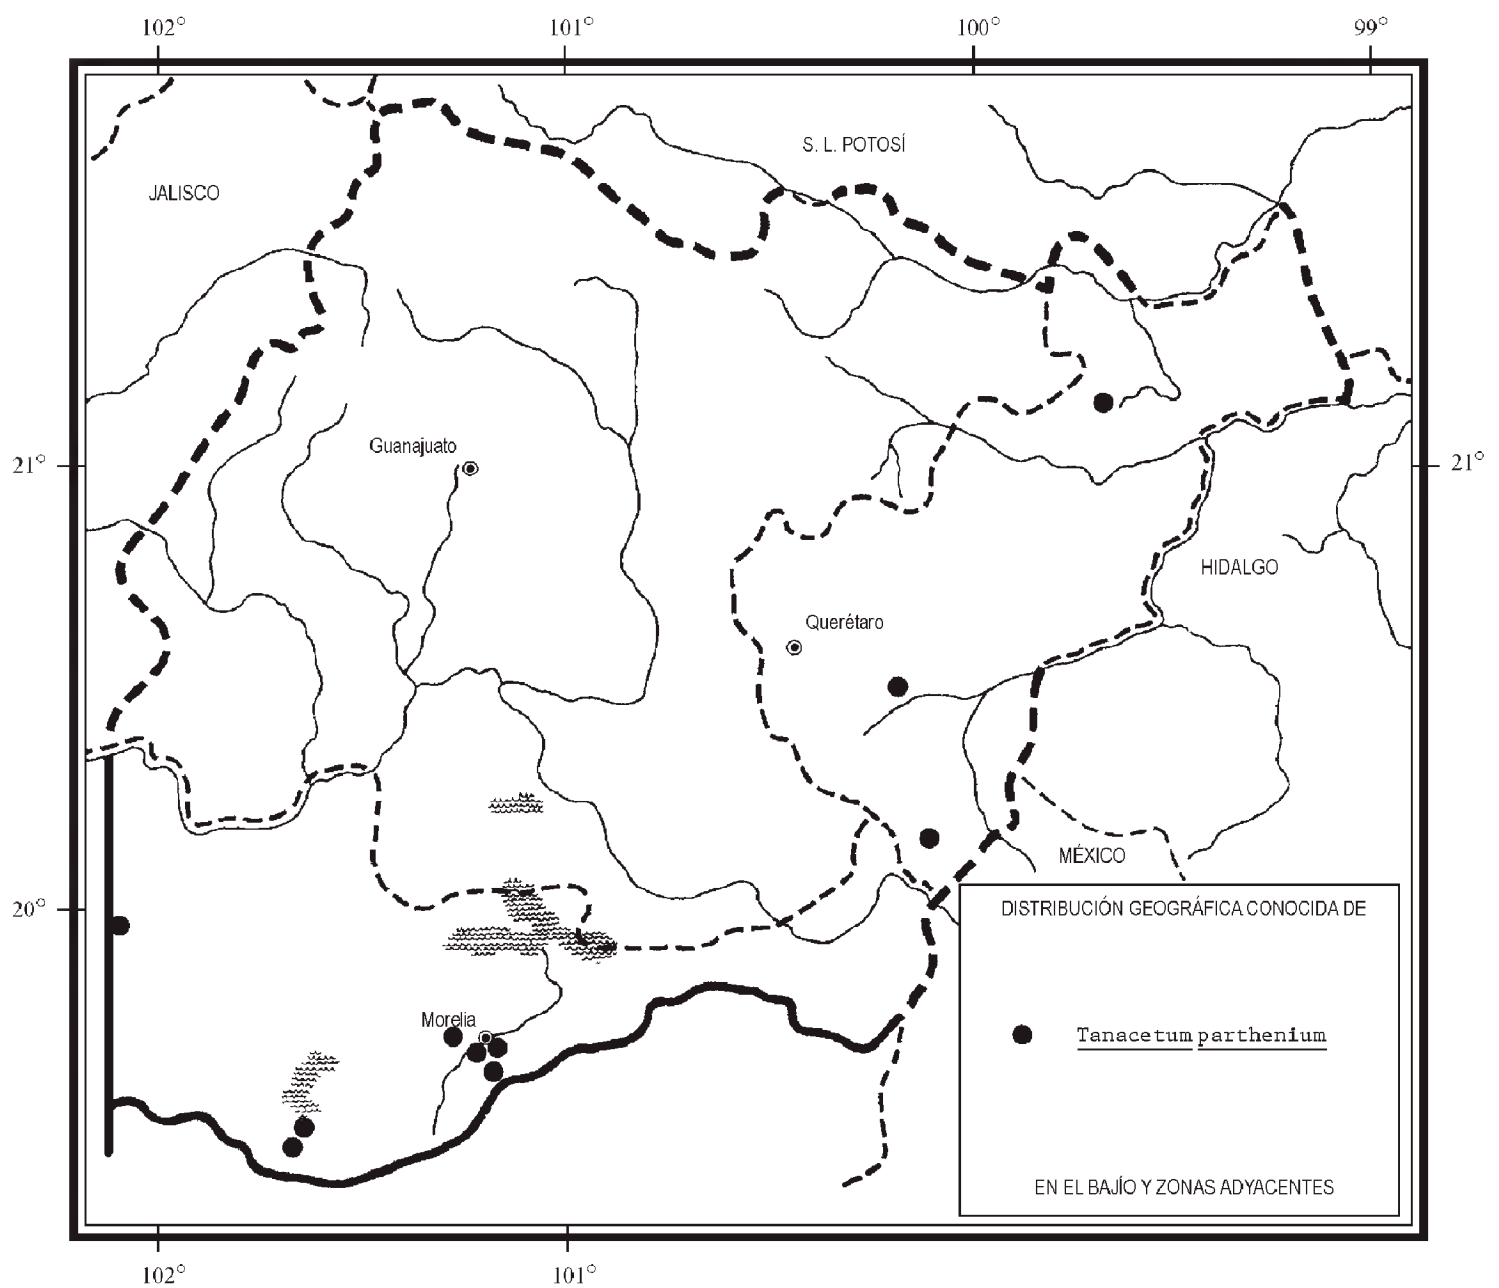 102°
101°
100°
99°
S. L. POTOSÍ
JALISCO
Guanajuato
21°
21°
HIDALGO
Querétaro
MÉXICO
20°
DISTRIBUCIÓN GEOGRÁFICA CONOCIDA DE
Morelia
Tanacetum parthenium
EN EL BAJÍO Y ZONAS ADYACENTES
102°
101°